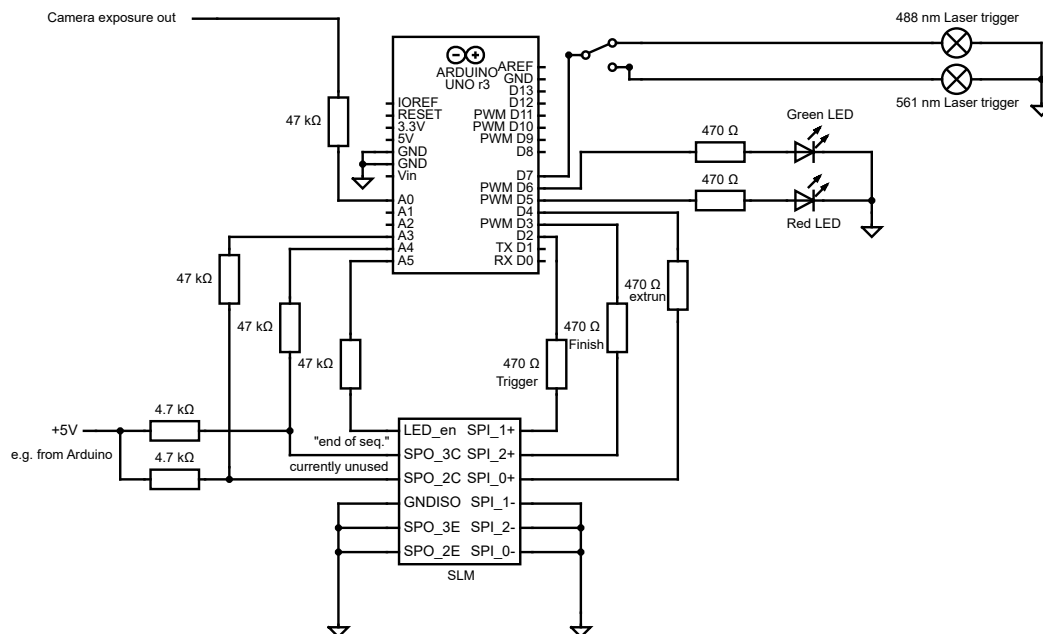 Camera exposure out
488 nm Laser trigger
561 nm Laser trigger
ARDUINO
UNO r3
IOREF
RESET
3.3V
5V
GND
GND
Vin
A0
A1
A2
A3
A4
A5
AREF
GND
D13
D12
PWM D11
PWM D10
PWM D9
D8
D7
PWM D6
PWM D5
D4
PWM D3
D2
TX D1
RX D0
47 kΩ
470 Ω
Green LED
470 Ω
Red LED
47 kΩ
47 kΩ
47 kΩ
470 Ω
Trigger
470 Ω
Finish
470 Ω
extrun
+5V
e.g. from Arduino
4.7 kΩ
4.7 kΩ
"end of seq."
currently unused
LED_en SPI_1+
SPO_3C SPI_2+
SPO_2C SPI_0+
GNDISO SPI_1-
SPO_3E SPI_2-
SPO_2E SPI_0-
SLM